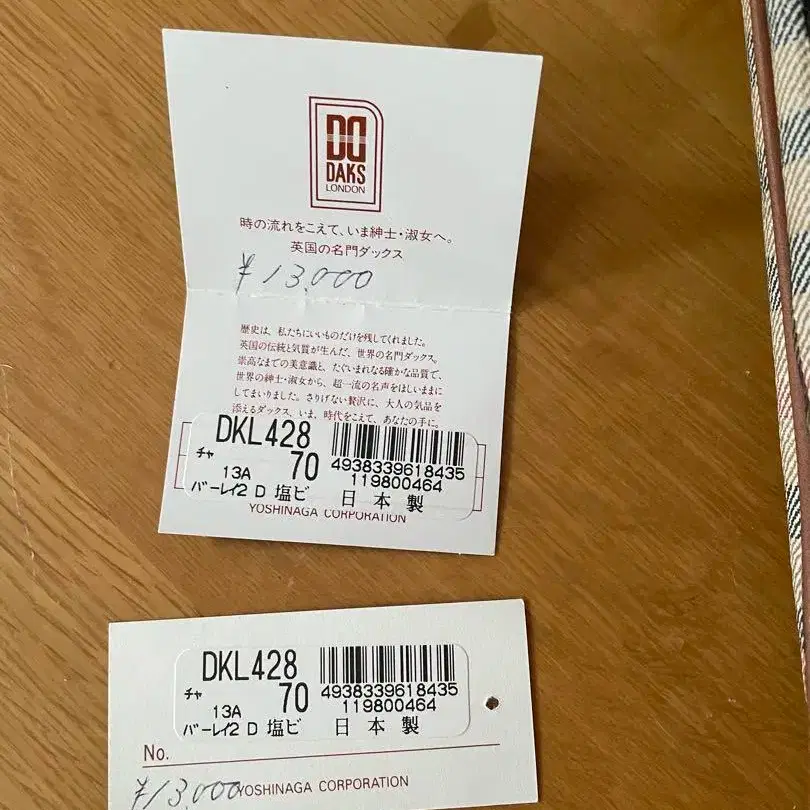 DD
DAKS
LONDON
時の流れをこえて、いま紳士・淑女へ。
英国の名門ダックス
¥13,000
歴史は、私たちにいいものだけを残してくれました。
英国の伝統と気質が生んだ、世界の名門ダックス。
崇高なまでの美意識と、たぐいまれなる確かな品質で、
世界の紳士・淑女から、超一流の名声をほしいままに
してまいりました。さりげない贅沢に、大人の気品を
添えるダックス、いま、時代をこえて、あなたの手に。
DKL428
チャ 70 4938339618435
13A 119800464
バーレイ2 D 塩ビ 日本製
YOSHINAGA CORPORATION
DKL428
チャ 70 4938339618435
13A 119800464
バーレイ2 D 塩ビ 日本製
No.
¥13,000 YOSHINAGA CORPORATION